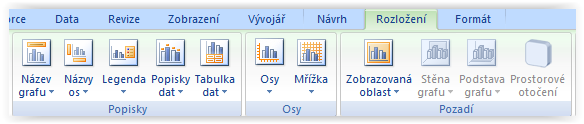 orce Data Revize Zobrazení Vývojář Návrh Rozložení Formát
Název grafu Názvy os Legenda Popisky dat Tabulka dat Osy Mřížka Zobrazovaná oblast Stěna grafu Podstava grafu Prostorové otočení
Popisky Osy Pozadí